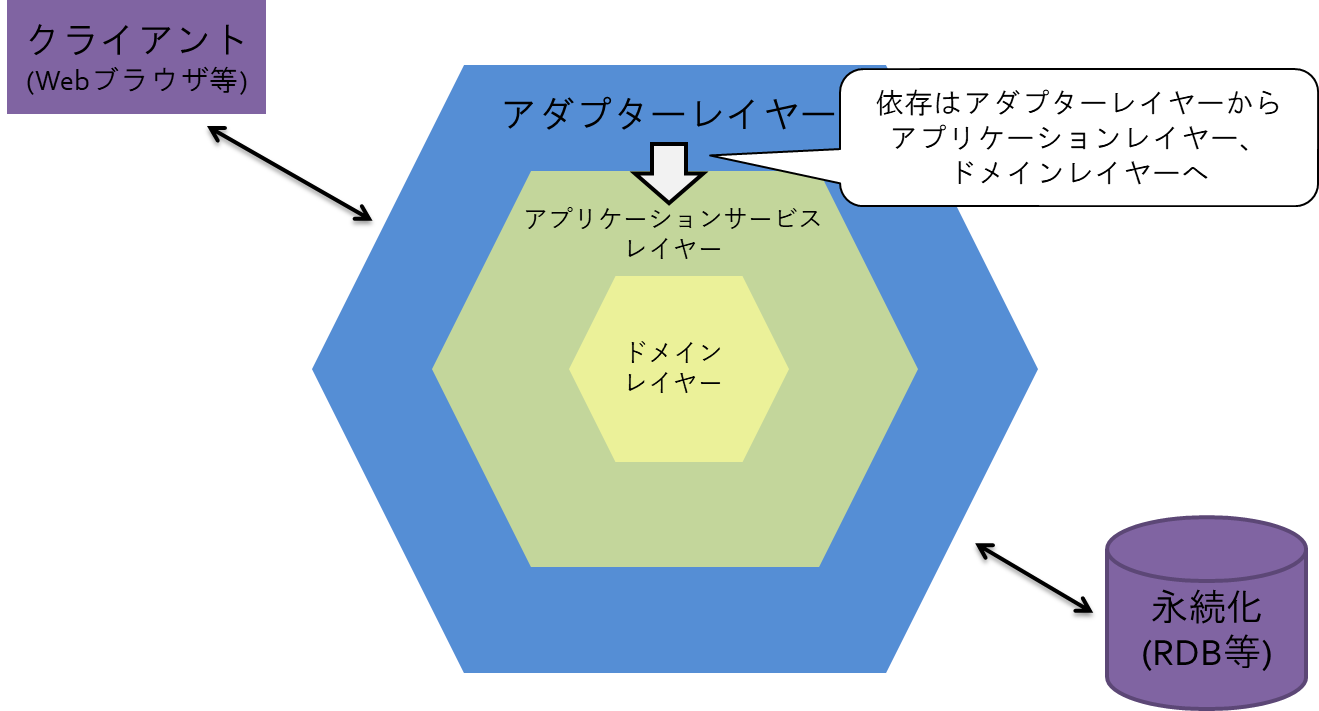 クライアント
(Webブラウザ等)
アダプターレイヤー
依存はアダプターレイヤーから
アプリケーションレイヤー、
ドメインレイヤーへ
アプリケーションサービス
レイヤー
ドメイン
レイヤー
永続化
(RDB等)